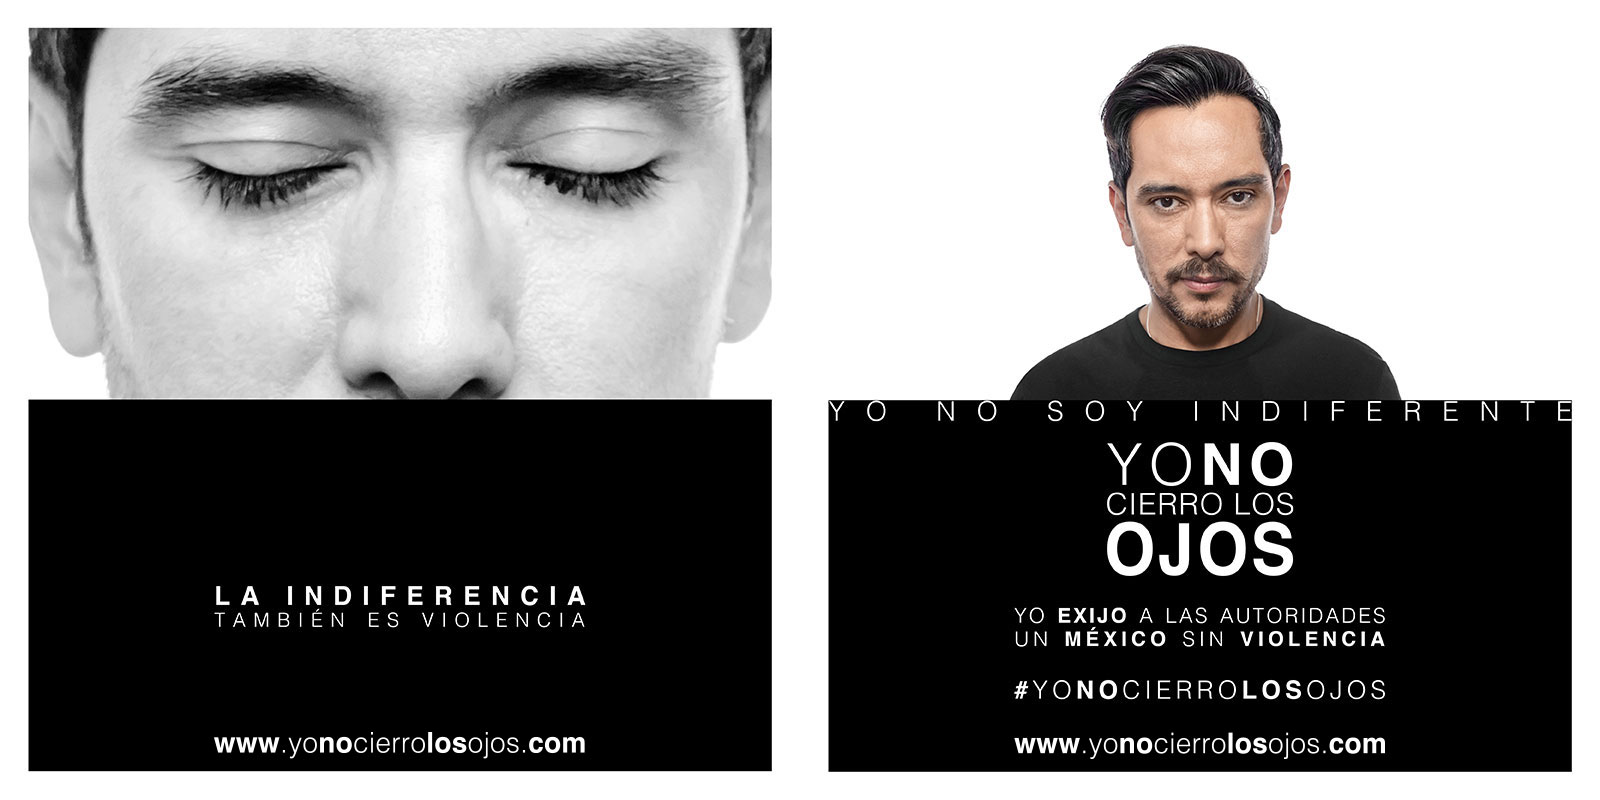 LA INDIFERENCIA
TAMBIÉN ES VIOLENCIA
www.yonocierrolosojos.com
YO NO SOY INDIFERENTE
YONO
CIERRO LOS
OJOS
YO EXIJO A LAS AUTORIDADES
UN MÉXICO SIN VIOLENCIA
#YONOCIERROLOSOJOS
www.yonocierrolosojos.com